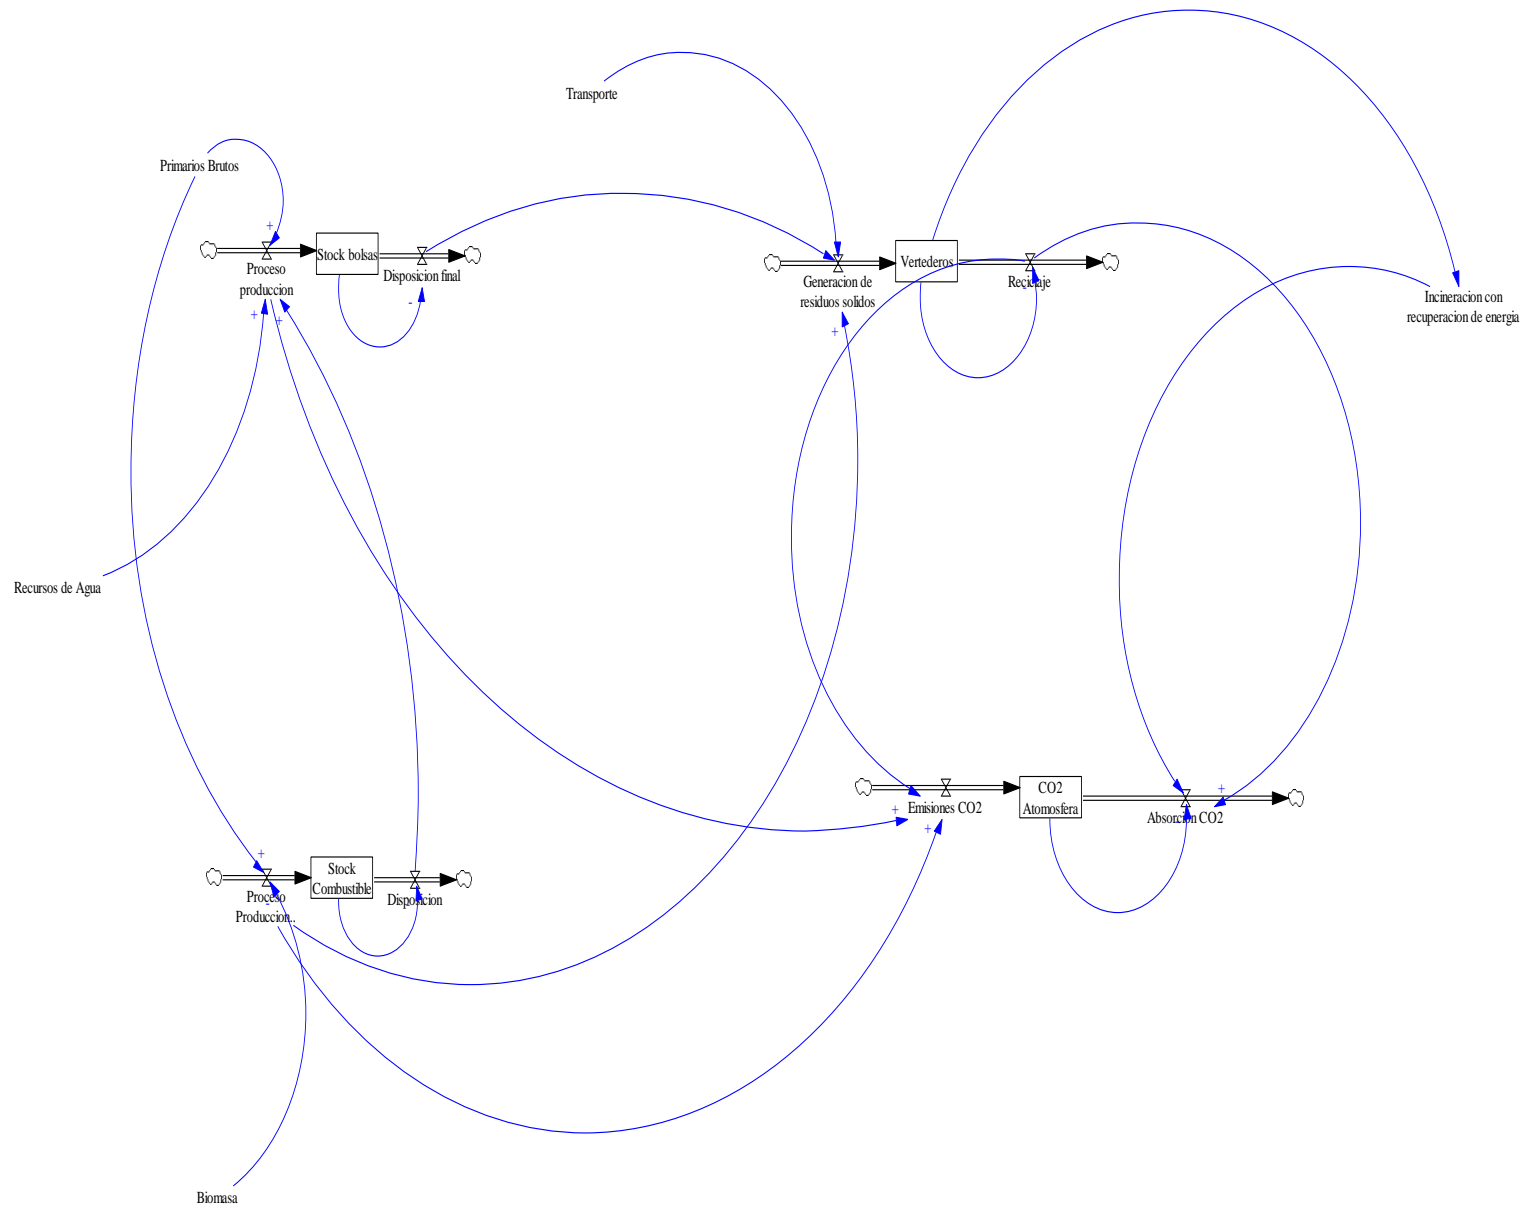 Transporte
Primarios Brutos
+
Stock bolsas
Proceso
produccion
Disposicion final
-
+
+
Vertederos
Generacion de
residuos solidos
Reciclaje
+
Incineracion con
recuperacion de energia
Recursos de Agua
CO2
Atomosfera
+
Emisiones CO2
+
+
Absorcion CO2
+
Stock
Combustible
Proceso
Produccion..
Disposicion
Biomasa